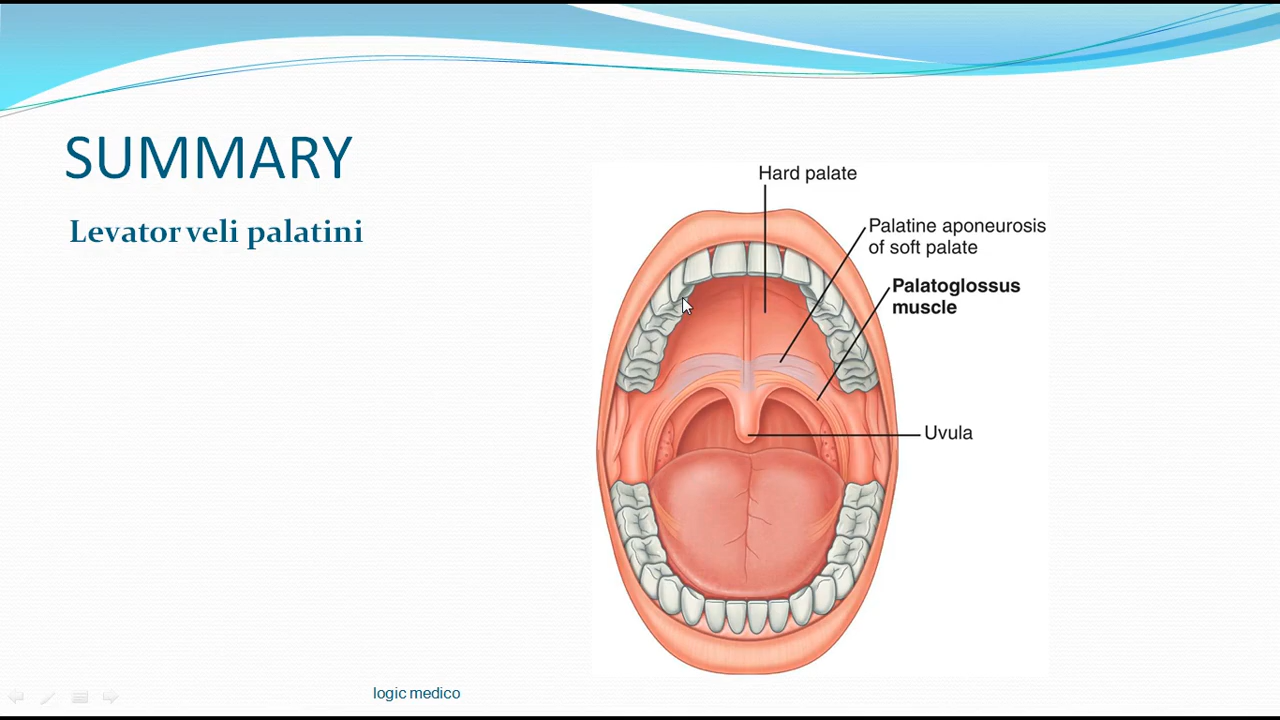 SUMMARY
Levator veli palatini
Hard palate
Palatine aponeurosis
of soft palate
Palatoglossus
muscle
Uvula
logic medico